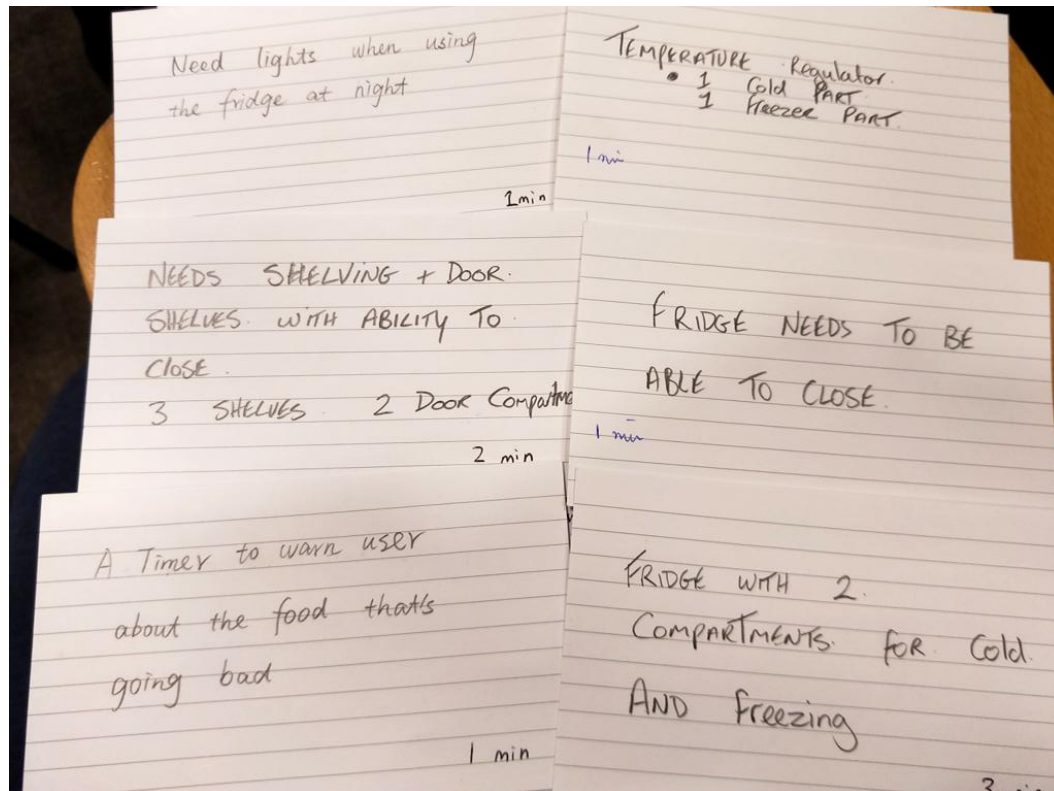 Need lights when using
the fridge at night
1min
TEMPERATURE Regulator.
• 1 Cold PART
1 Freezer PART.
1 min
NEEDS SHELVING + DOOR.
SHELVES. WITH ABILITY TO
Close.
3 SHELVES 2 DOOR
2 min
FRIDGE NEEDS TO BE
ABLE TO CLOSE.
1 min
A Timer to warn user
about the food that's
going bad
1 min
FRIDGE WITH 2.
COMPARTMENTS. FOR Cold.
AND Freezing